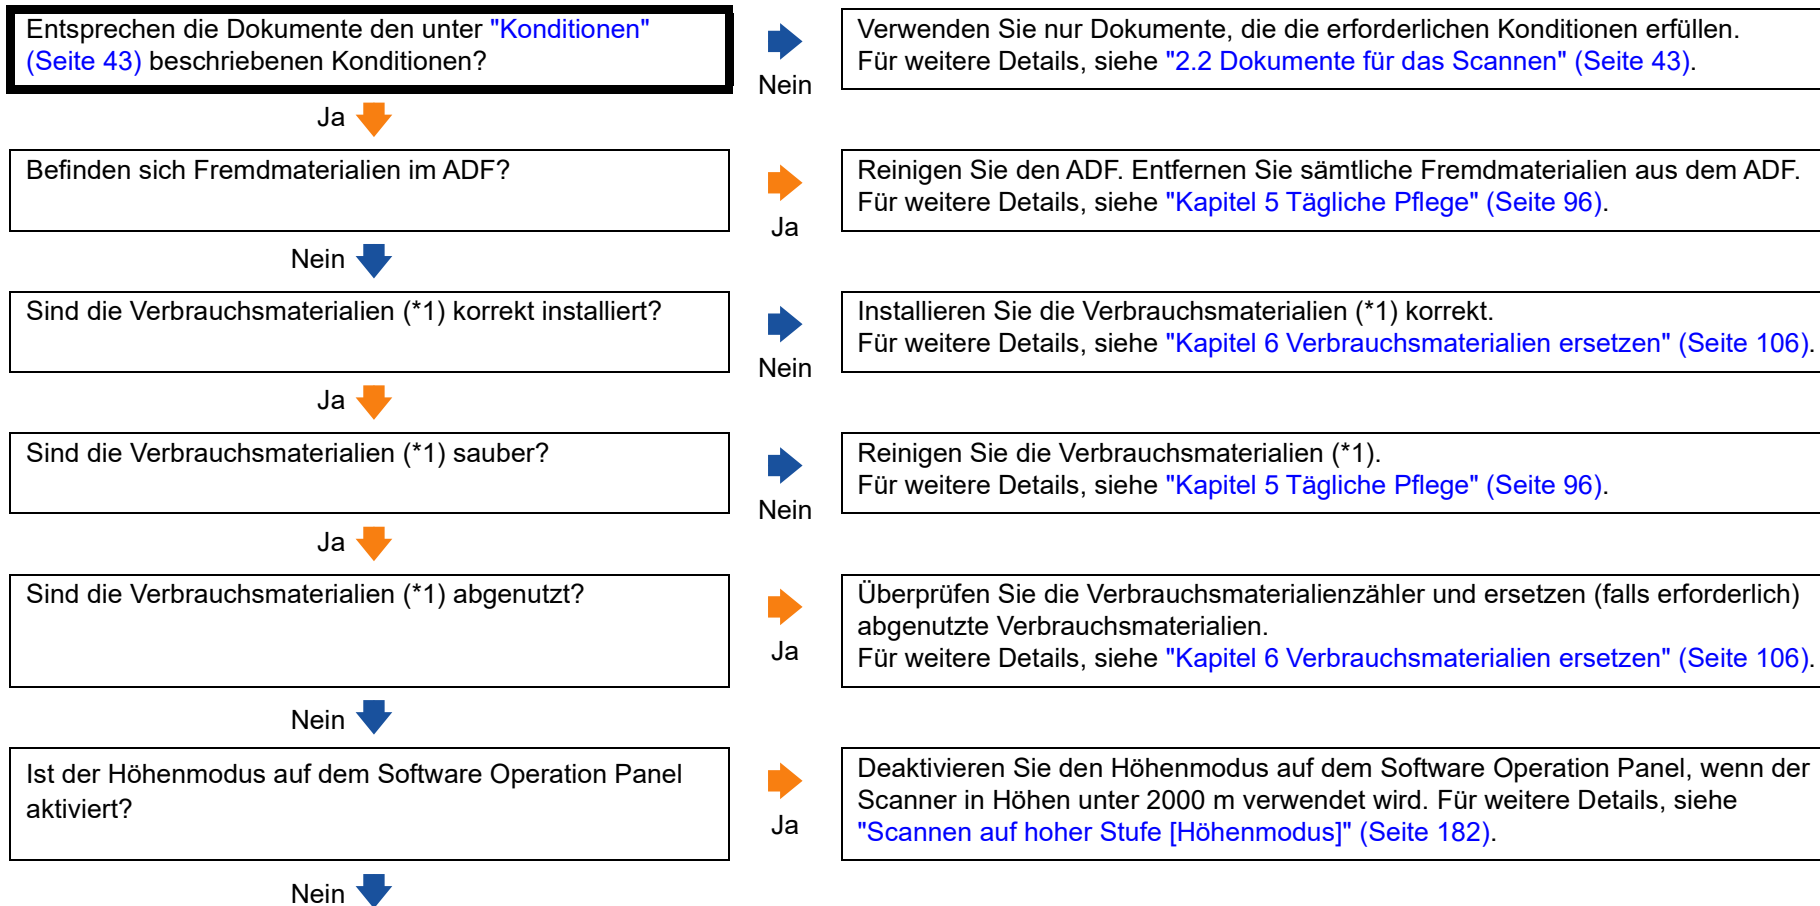 Entsprechen die Dokumente den unter "Konditionen"
(Seite 43) beschriebenen Konditionen?
Nein
Verwenden Sie nur Dokumente, die die erforderlichen Konditionen erfüllen.
Für weitere Details, siehe "2.2 Dokumente für das Scannen" (Seite 43).
Ja
Befinden sich Fremdmaterialien im ADF?
Ja
Reinigen Sie den ADF. Entfernen Sie sämtliche Fremdmaterialien aus dem ADF.
Für weitere Details, siehe "Kapitel 5 Tägliche Pflege" (Seite 96).
Nein
Sind die Verbrauchsmaterialien (*1) korrekt installiert?
Nein
Installieren Sie die Verbrauchsmaterialien (*1) korrekt.
Für weitere Details, siehe "Kapitel 6 Verbrauchsmaterialien ersetzen" (Seite 106).
Ja
Sind die Verbrauchsmaterialien (*1) sauber?
Nein
Reinigen Sie die Verbrauchsmaterialien (*1).
Für weitere Details, siehe "Kapitel 5 Tägliche Pflege" (Seite 96).
Ja
Sind die Verbrauchsmaterialien (*1) abgenutzt?
Ja
Überprüfen Sie die Verbrauchsmaterialienzähler und ersetzen (falls erforderlich)
abgenutzte Verbrauchsmaterialien.
Für weitere Details, siehe "Kapitel 6 Verbrauchsmaterialien ersetzen" (Seite 106).
Nein
Ist der Höhenmodus auf dem Software Operation Panel
aktiviert?
Ja
Deaktivieren Sie den Höhenmodus auf dem Software Operation Panel, wenn der
Scanner in Höhen unter 2000 m verwendet wird. Für weitere Details, siehe
"Scannen auf hoher Stufe [Höhenmodus]" (Seite 182).
Nein